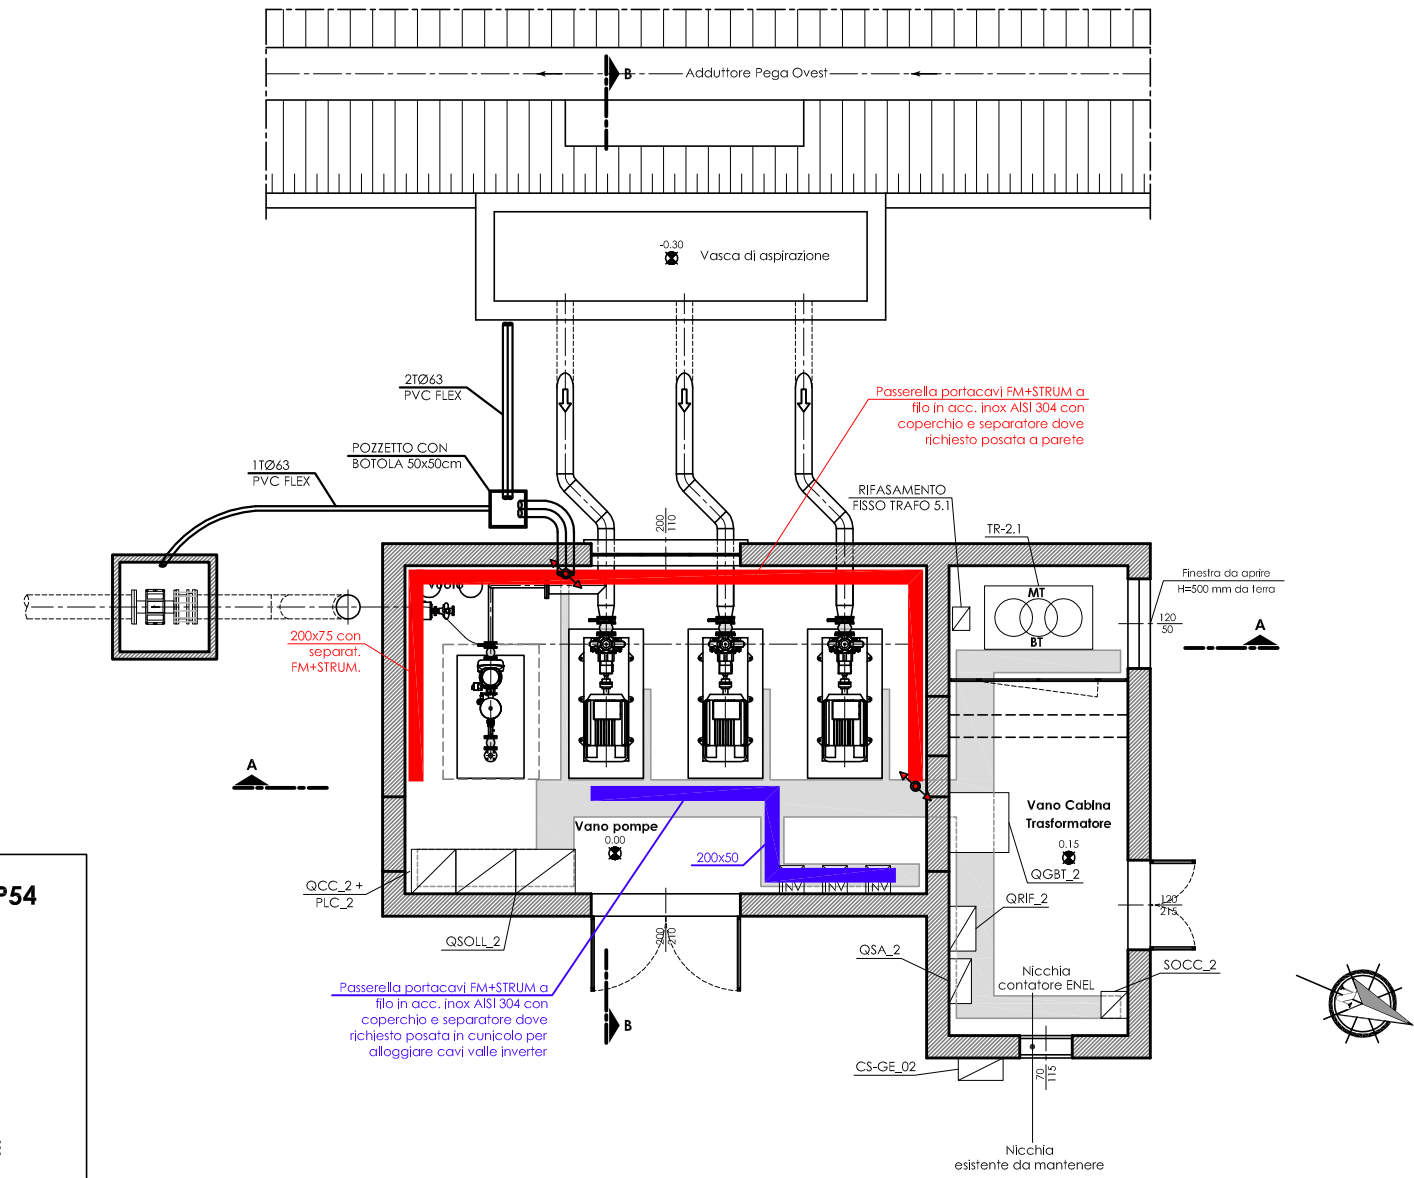 B
Adduttore Pega Ovest
-0.30
Vasca di aspirazione
2TØ63
PVC FLEX
Passerella portacavi FM+STRUM a
filo in acc. inox AISI 304 con
coperchio e separatore dove
richiesto posata a parete
POZZETTO CON
BOTOLA 50x50cm
1TØ63
PVC FLEX
RIFASAMENTO
FISSO TRAFO 5.1
200
110
TR-2.1
Finestra da aprire
H=500 mm da terra
MT
BT
120
50
A
200x75 con
separat.
FM+STRUM.
A
Vano Cabina
Trasformatore
0.15
Vano pompe
0.00
200x50
QGBT_2
INV
INV
INV
QCC_2 +
PLC_2
QRIF_2
120
215
QSOLL_2
200
210
QSA_2
SOCC_2
Nicchia
contatore ENEL
Passerella portacavi FM+STRUM a
filo in acc. inox AISI 304 con
coperchio e separatore dove
richiesto posata in cunicolo per
alloggiare cavi valle inverter
B
CS-GE_02
70
115
Nicchia
esistente da mantenere
P54